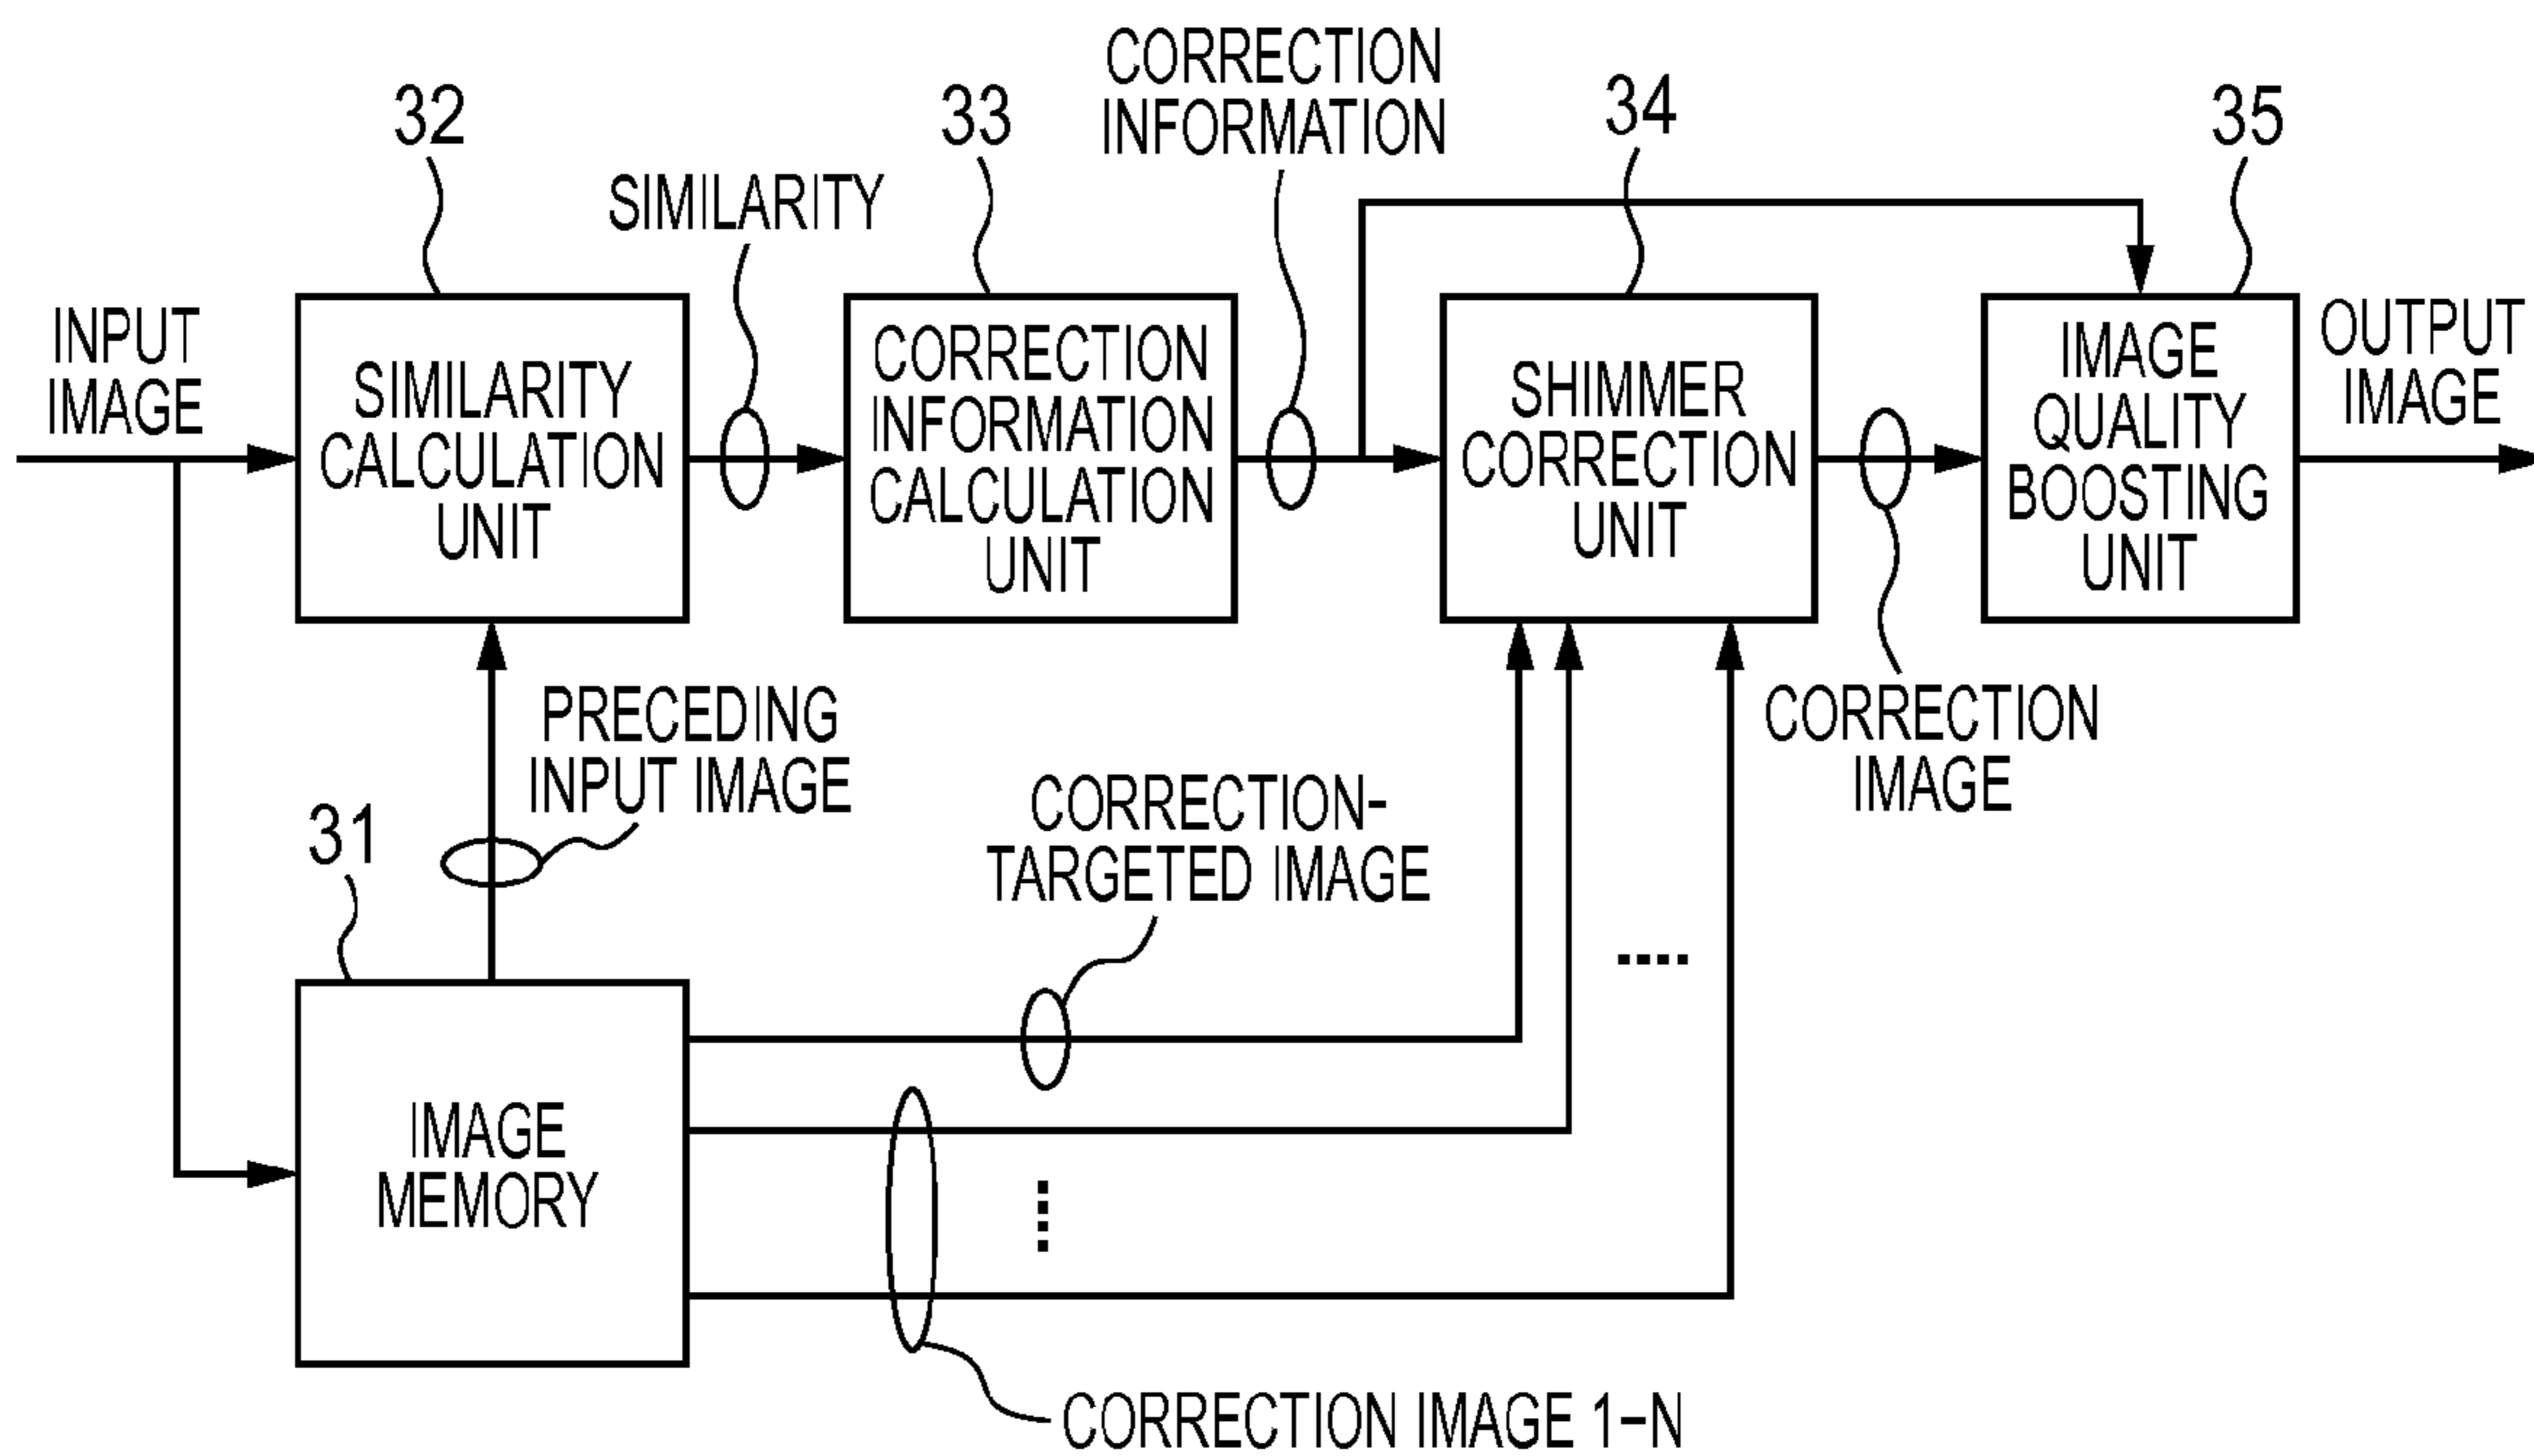 CORRECTION
INFORMATION
32
33
34
35
SIMILARITY
INPUT
IMAGE
SIMILARITY
CALCULATION
UNIT
CORRECTION
INFORMATION
CALCULATION
UNIT
SHIMMER
CORRECTION
UNIT
IMAGE
QUALITY
BOOSTING
UNIT
OUTPUT
IMAGE
PRECEDING
INPUT IMAGE
CORRECTION
IMAGE
31
CORRECTION-
TARGETED IMAGE
IMAGE
MEMORY
CORRECTION IMAGE 1-N